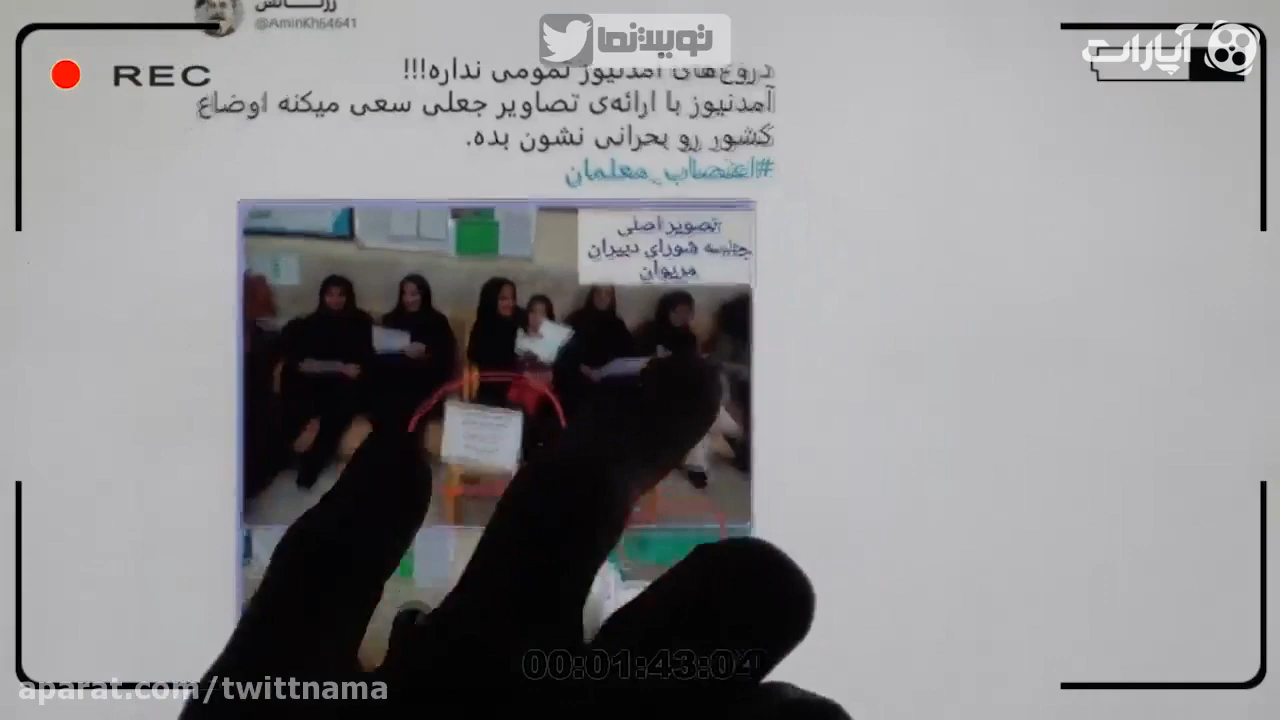 @AminKh54641
توییت‌نما
آپارات
REC
دروغ‌های آمدنیوز تمومی نداره!!!
آمدنیوز با ارائه‌ی تصاویر جعلی سعی میکنه اوضاع
کشور رو بحرانی نشون بده.
#اعتصاب_معلمان
تصویر اصلی
جلسه شورای دبیران
مریوان
00:01:43:04
aparat.com/twittnama